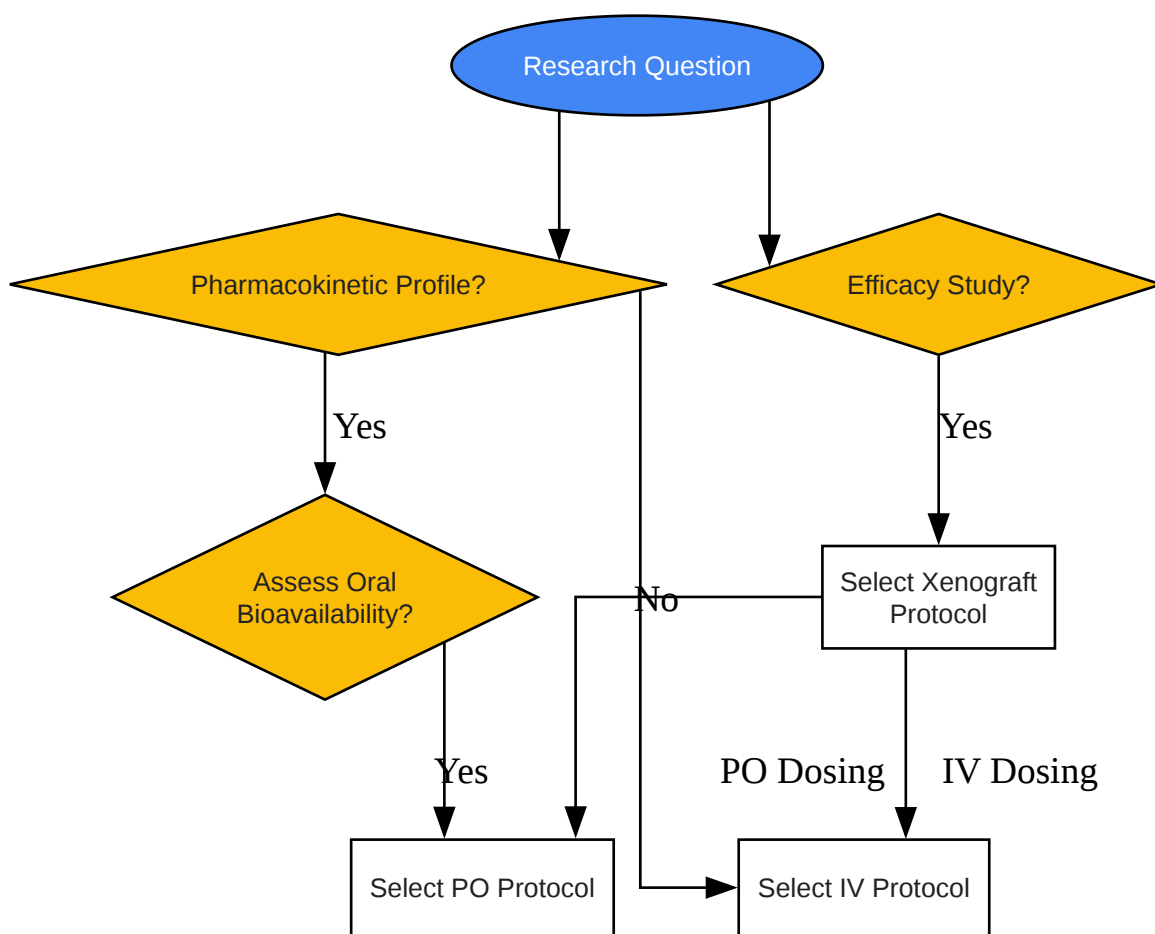 Research Question
Pharmacokinetic Profile?
Efficacy Study?
Yes
Yes
Assess Oral
Bioavailability?
Select Xenograft
Protocol
No
Yes
PO Dosing
IV Dosing
Select PO Protocol
Select IV Protocol